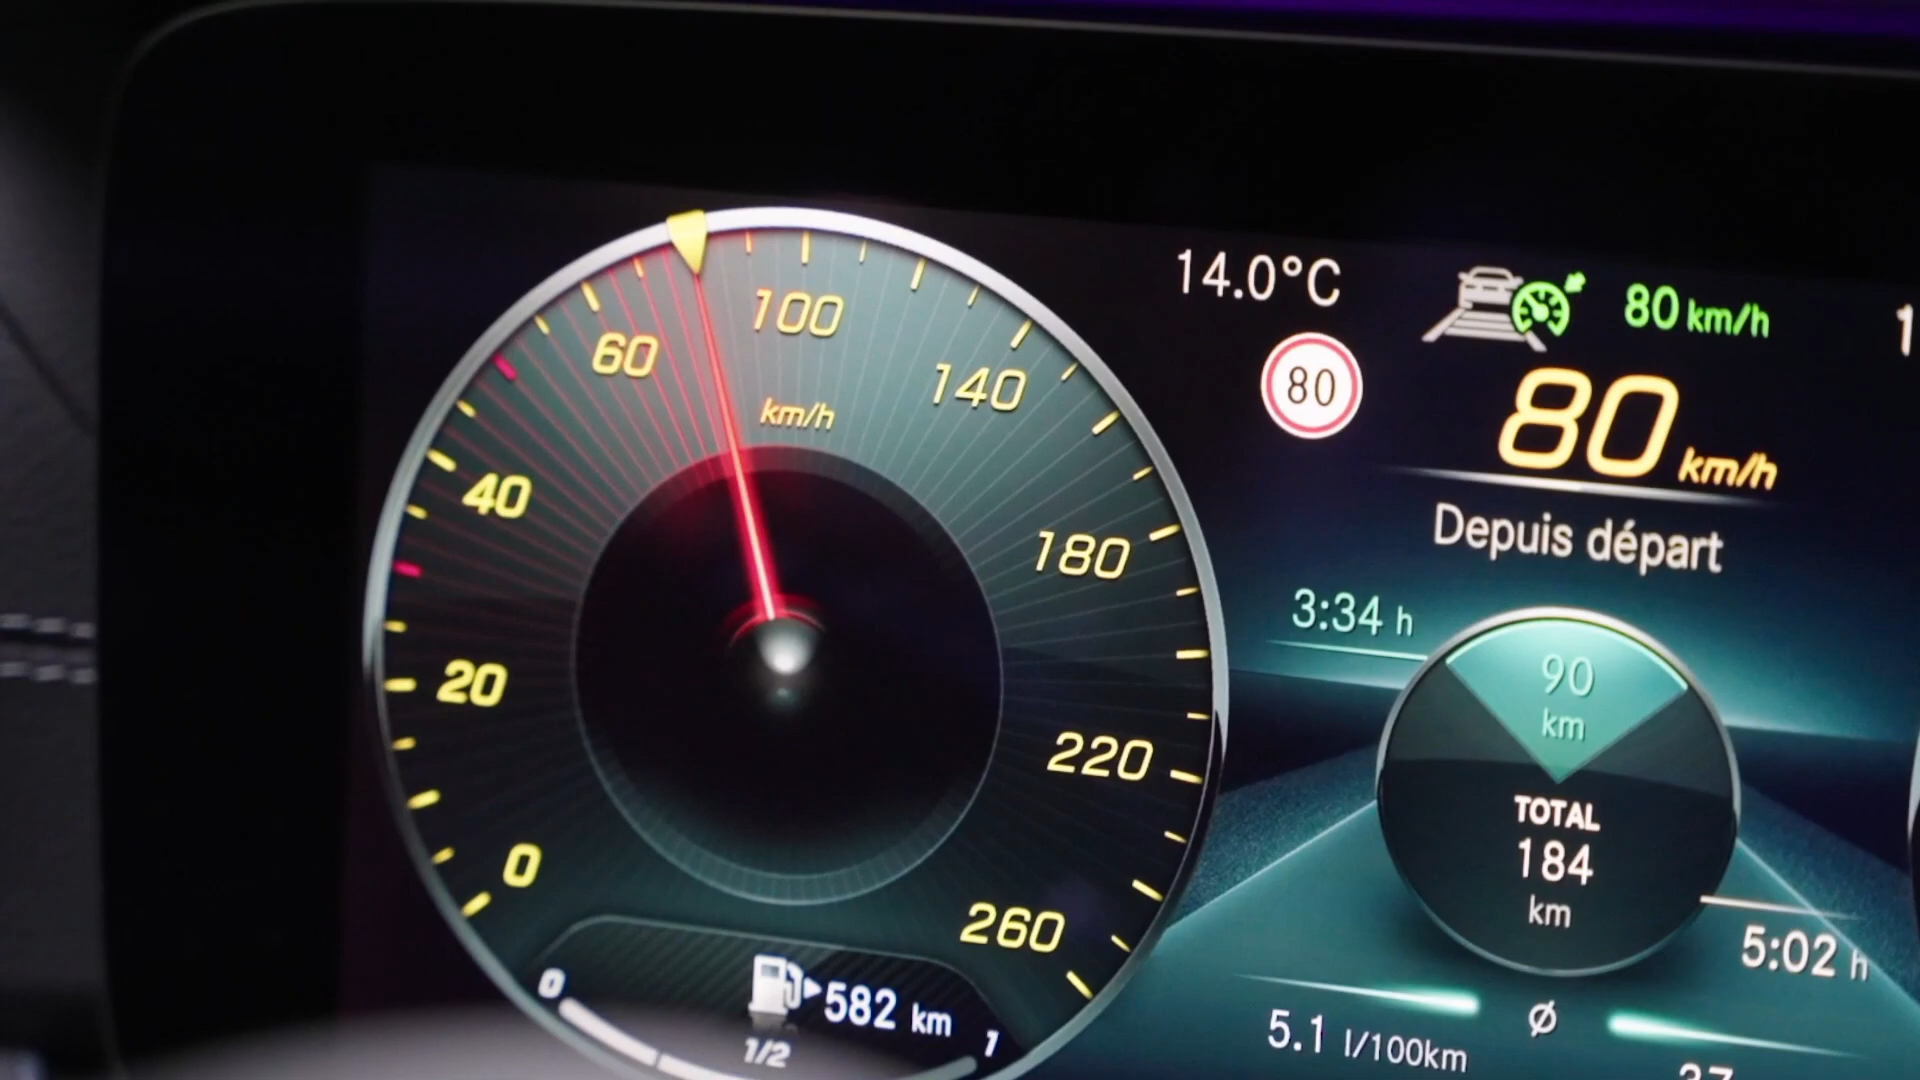 100
60
140
km/h
40
180
20
220
0
260
582 km
0
1/2
1
14.0°C
80 km/h
80
80 km/h
Depuis départ
3:34 h
90
km
TOTAL
184
km
5:02 h
Ø
5.1 l/100km
37